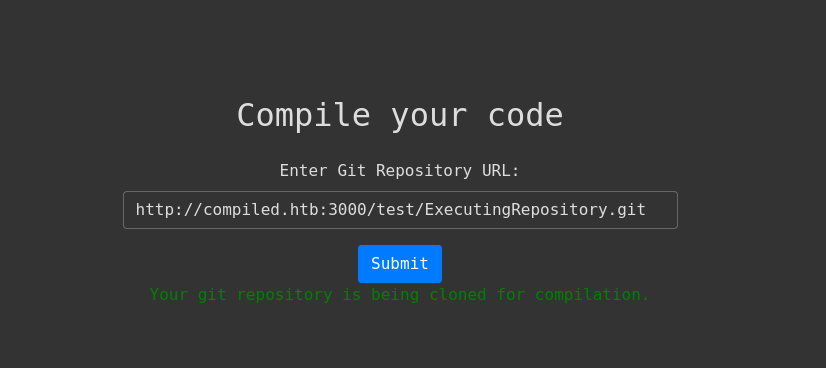 Compile your code
Enter Git Repository URL:
http://compiled.htb:3000/test/ExecutingRepository.git
Submit
Your git repository is being cloned for compilation.